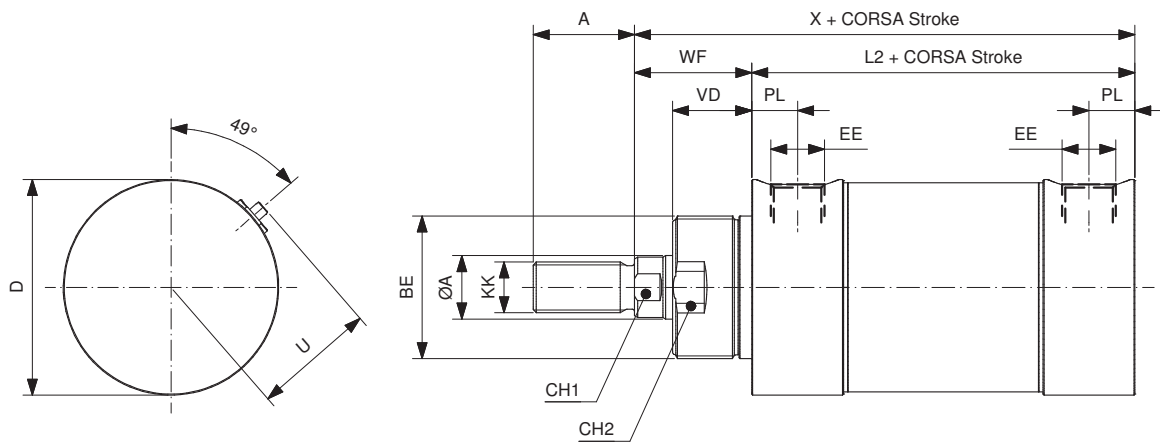 A
X + CORSA Stroke
WF
L2 + CORSA Stroke
VD
PL
PL
49°
EE
EE
D
BE
ØA
KK
U
CH1
CH2